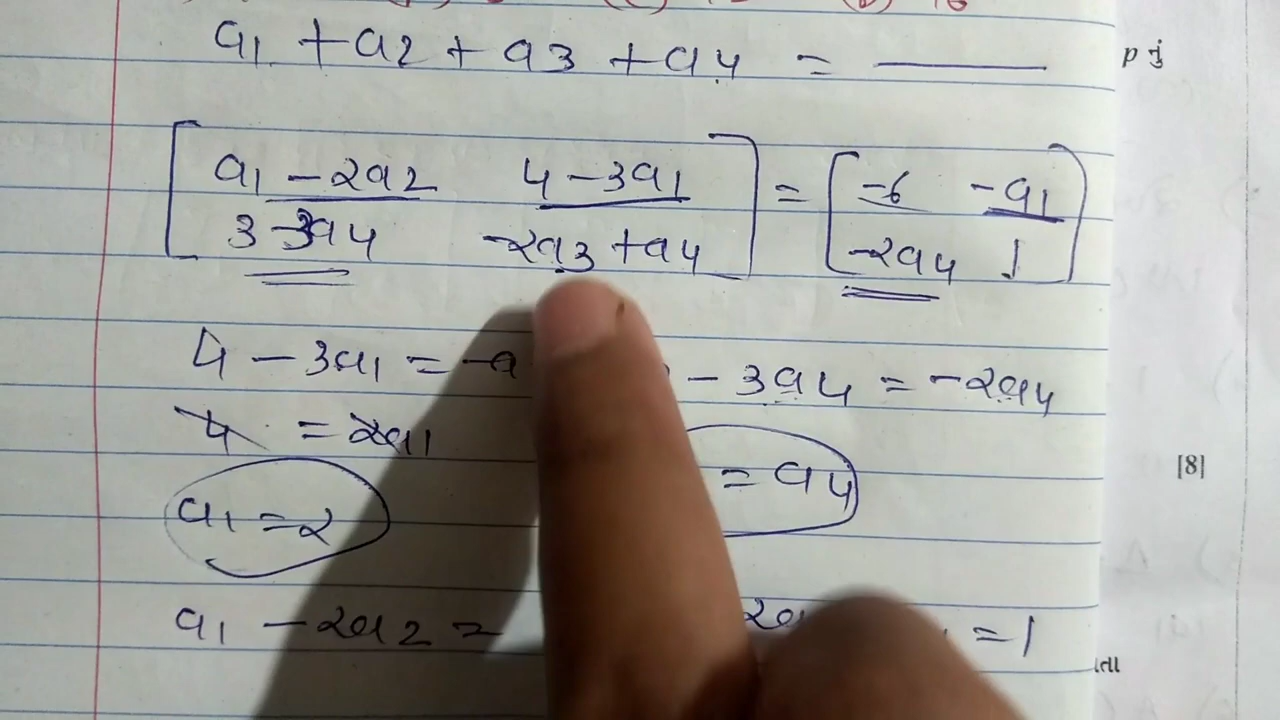 a1 + a2 + a3 + a4 = ______
[ a1 - 2a2 4 - 3a1 ] = [ -6 -a1 ]
[ 3 - 3a4 -2a3 + a4 ] [ -2a4 1 ]
4 - 3a1 = -a - 3a4 = -2a4
4 = 2a1
= a4
a1 = 2
a1 - 2a2 = = 1
[8]